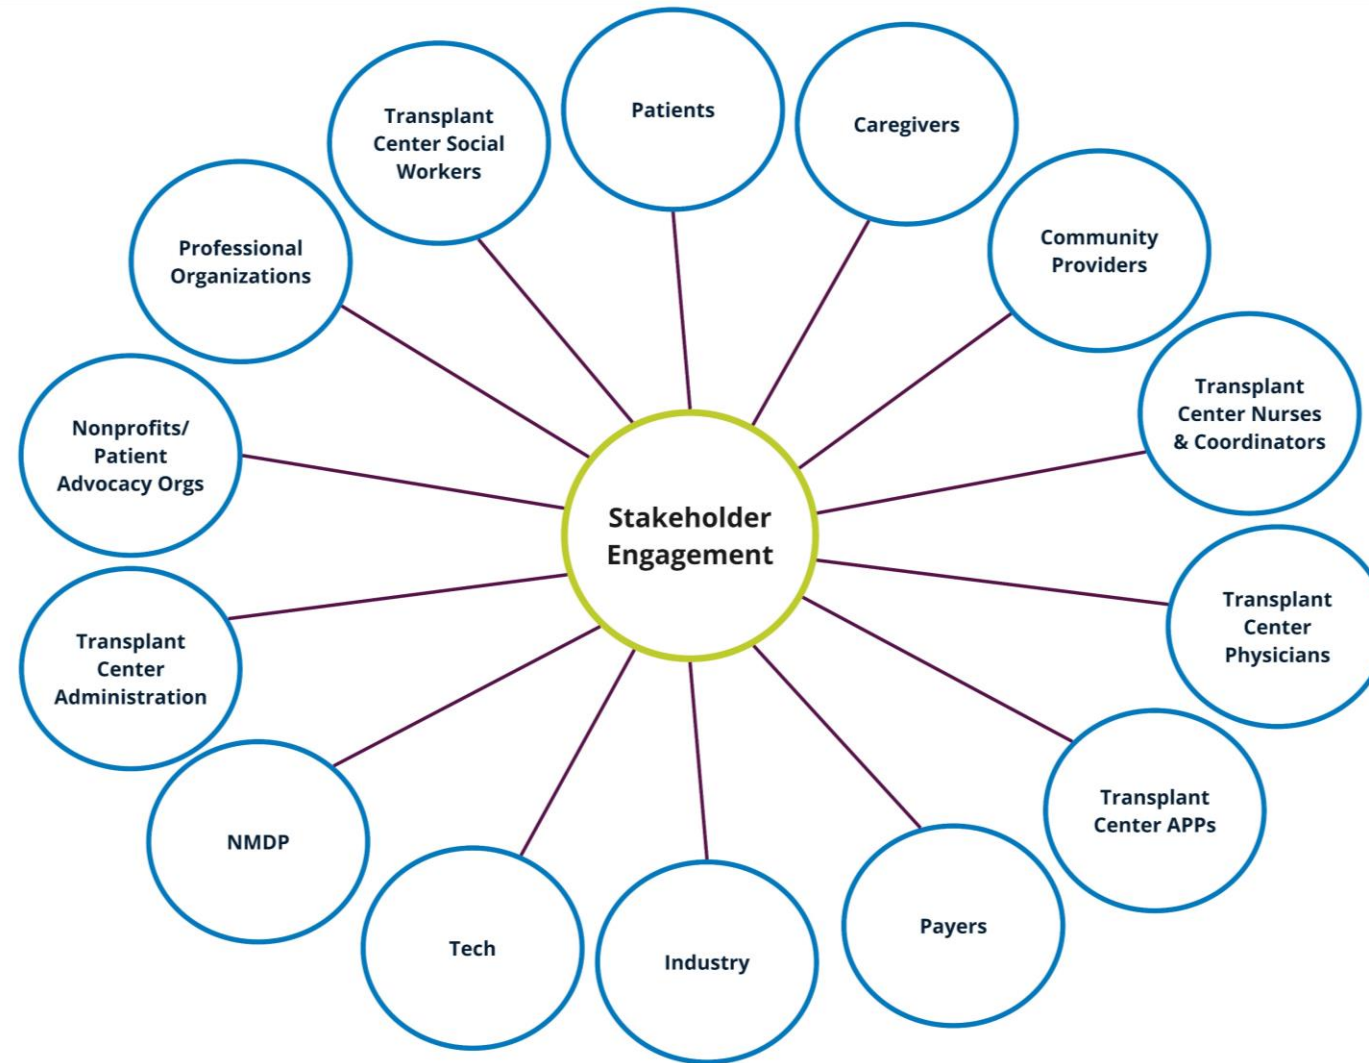 Patients
Caregivers
Transplant
Center Social
Workers
Community
Providers
Professional
Organizations
Transplant
Center Nurses
& Coordinators
Nonprofits/
Patient
Advocacy Orgs
Stakeholder
Engagement
Transplant
Center
Physicians
Transplant
Center
Administration
Transplant
Center APPs
NMDP
Payers
Tech
Industry